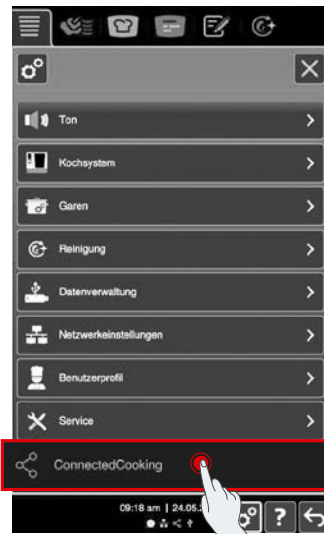 Ton
Kochsystem
Garen
Reinigung
Datenverwaltung
Netzwerkeinstellungen
Benutzerprofil
Service
ConnectedCooking
09:18 am | 24.05.
?